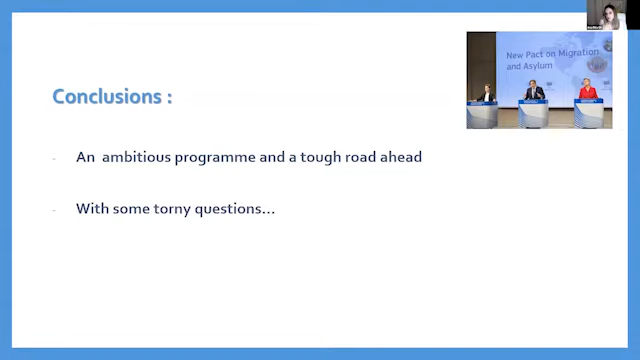 New Pact on Migration
and Asylum
Conclusions :
- An ambitious programme and a tough road ahead
- With some torny questions...